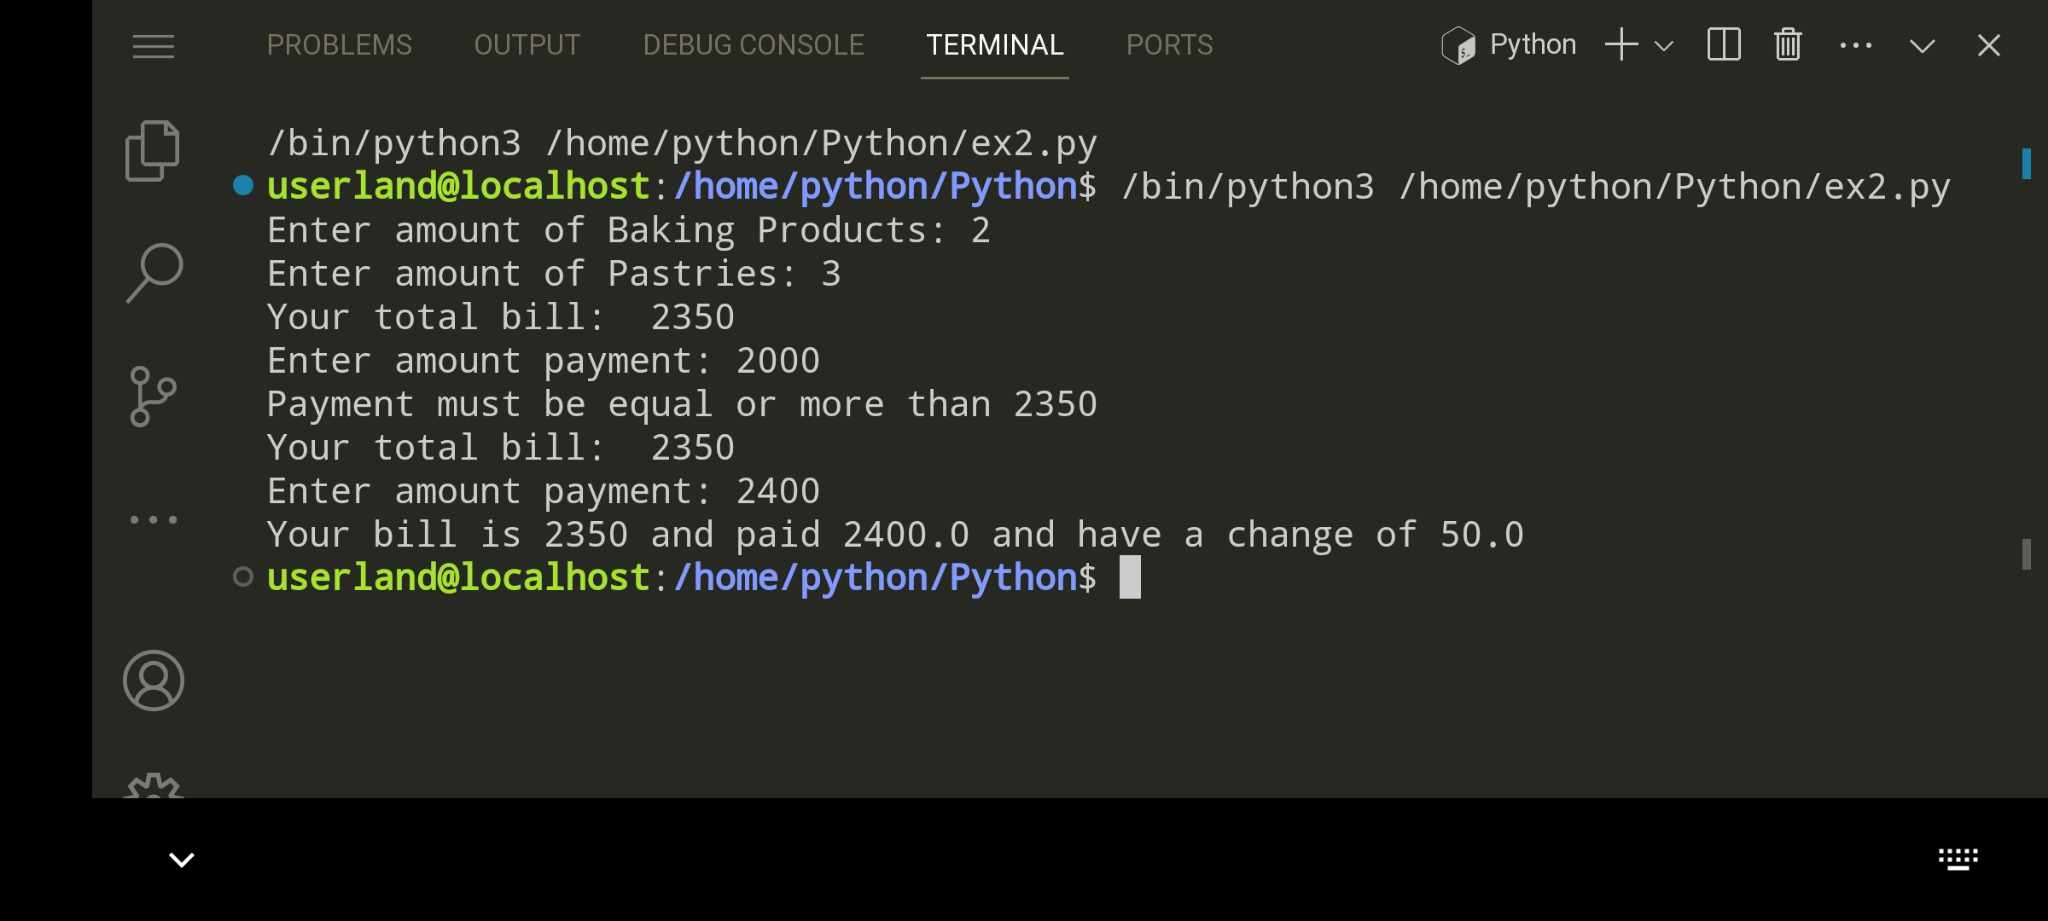 PROBLEMS OUTPUT DEBUG CONSOLE TERMINAL PORTS Python
/bin/python3 /home/python/Python/ex2.py
userland@localhost:/home/python/Python$ /bin/python3 /home/python/Python/ex2.py
Enter amount of Baking Products: 2
Enter amount of Pastries: 3
Your total bill:  2350
Enter amount payment: 2000
Payment must be equal or more than 2350
Your total bill:  2350
Enter amount payment: 2400
Your bill is 2350 and paid 2400.0 and have a change of 50.0
userland@localhost:/home/python/Python$